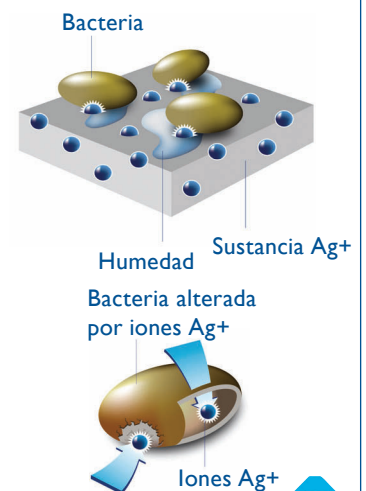 Bacteria
Humedad
Sustancia Ag+
Bacteria alterada
por iones Ag+
Iones Ag+